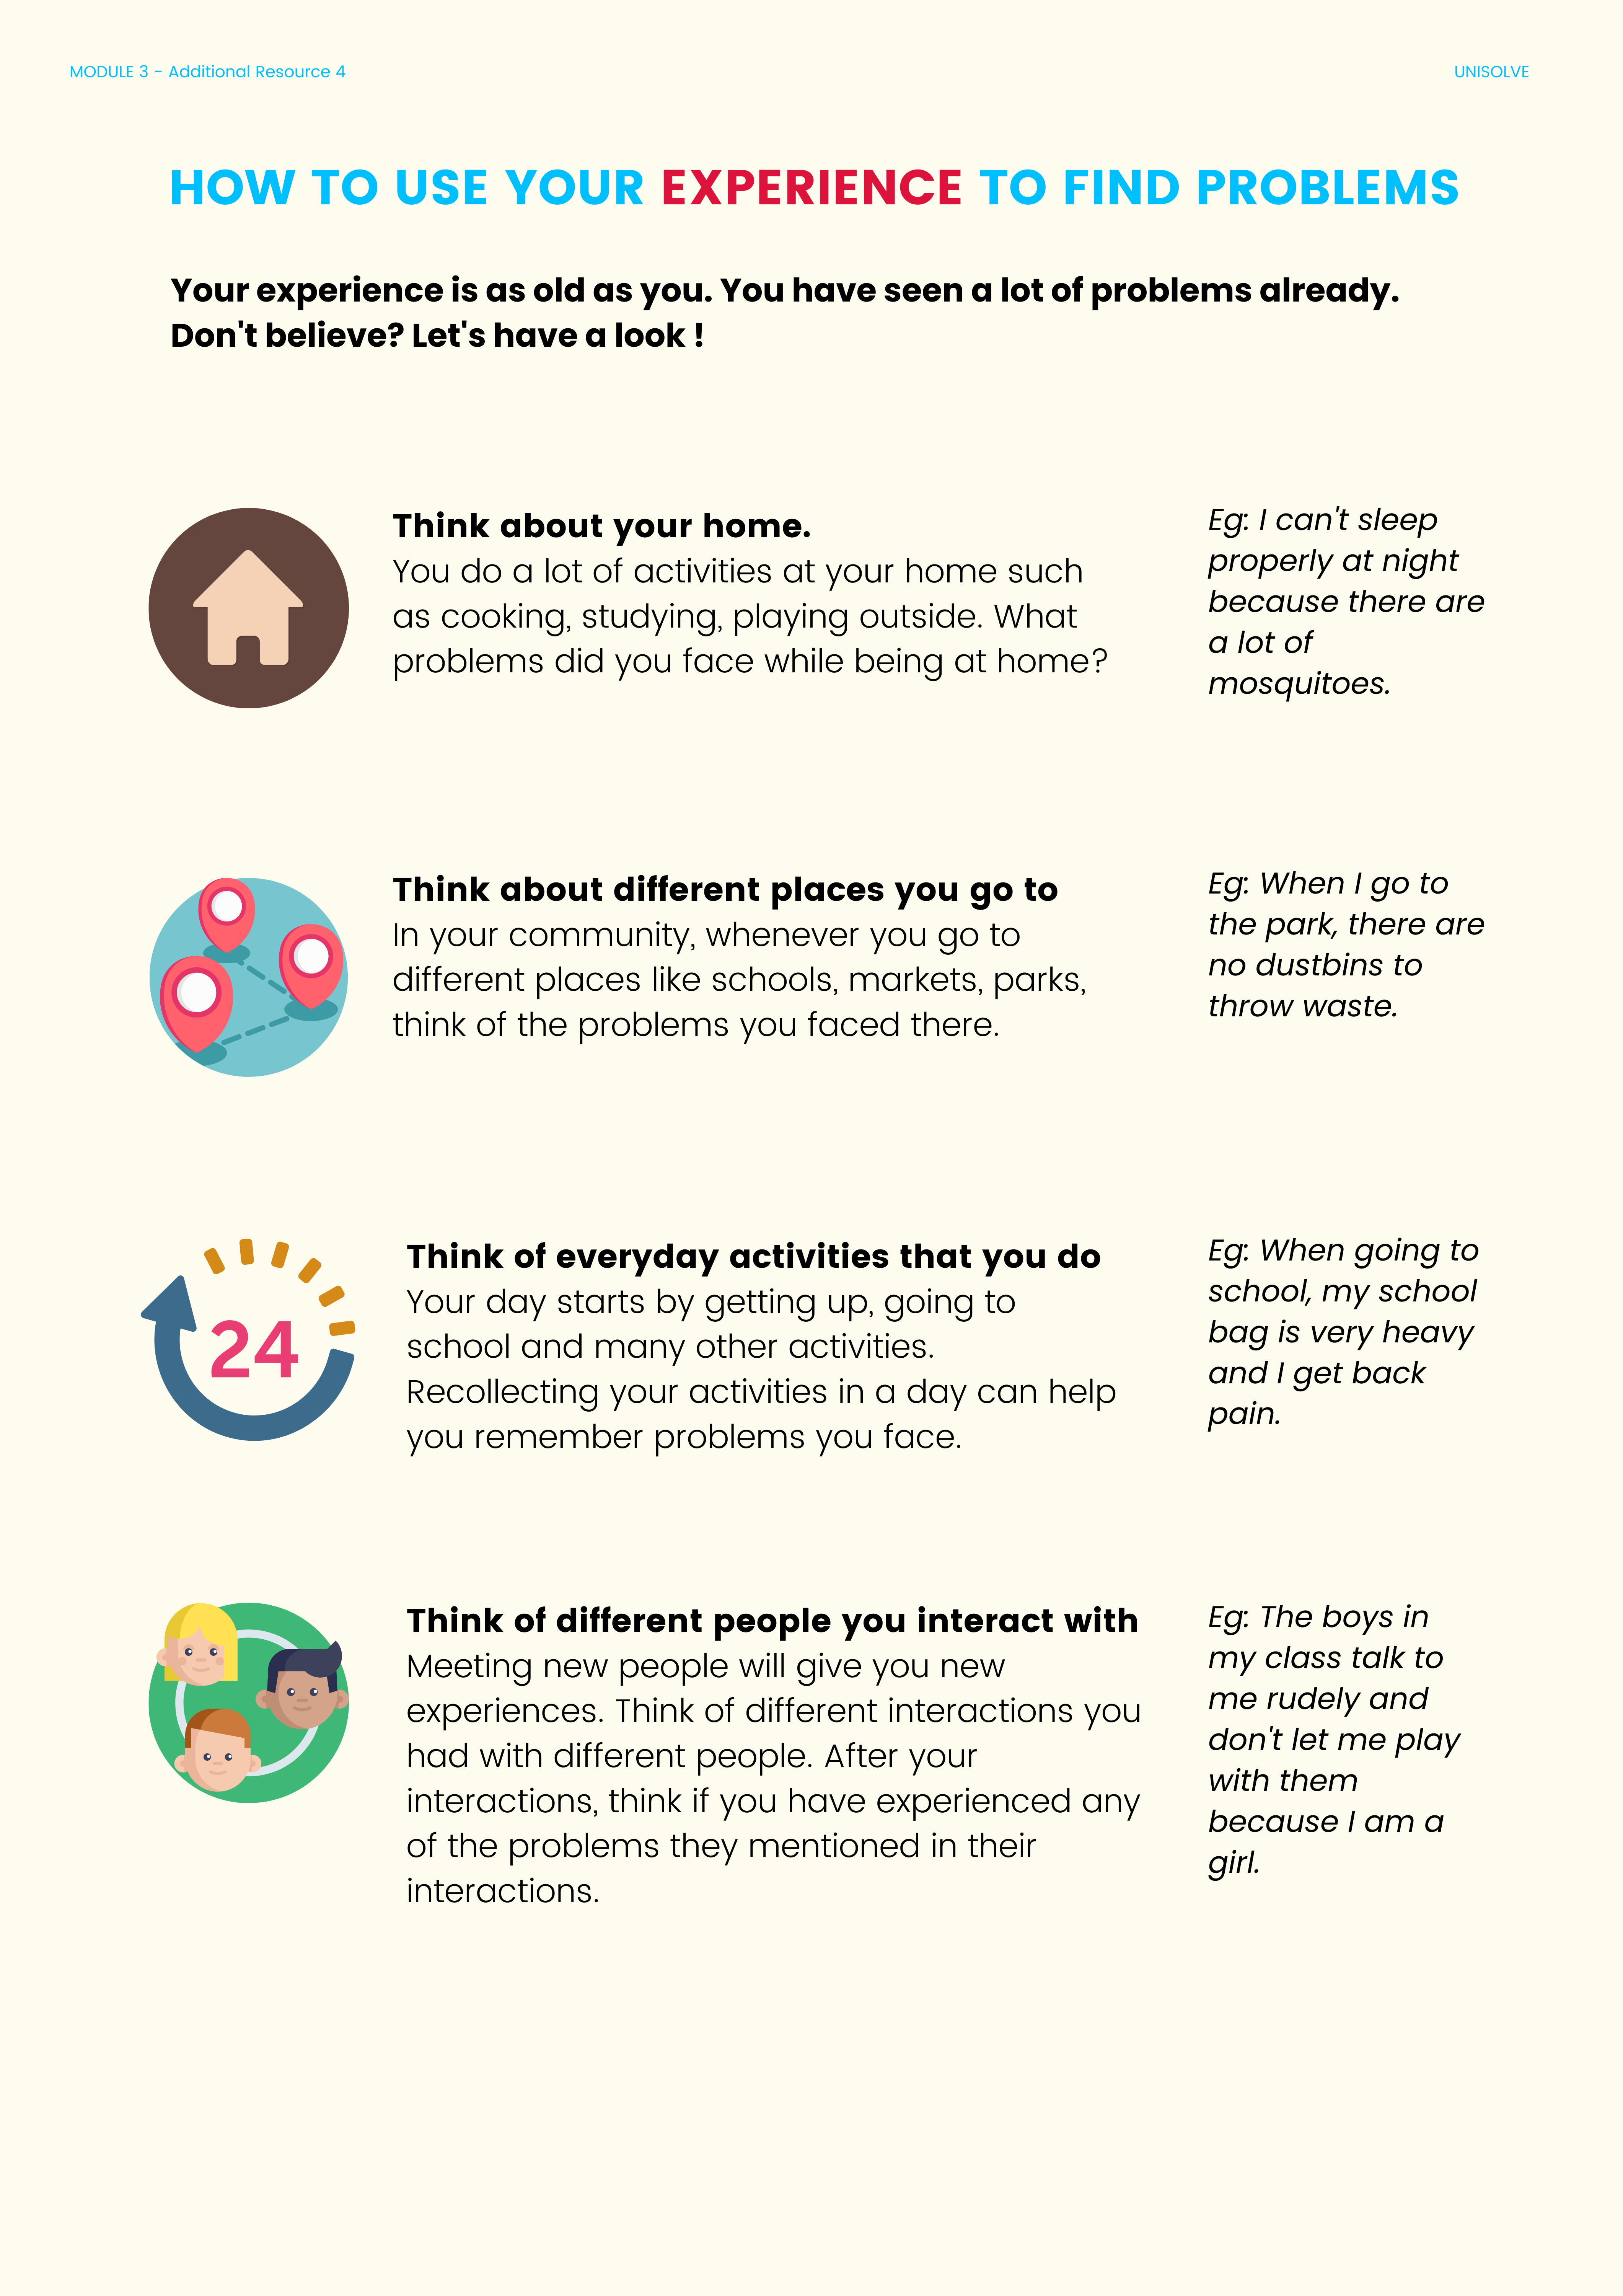 MODULE 3 - Additional Resource 4
UNISOLVE
HOW TO USE YOUR EXPERIENCE TO FIND PROBLEMS
Your experience is as old as you. You have seen a lot of problems already.
Don't believe? Let's have a look !
Think about your home.
You do a lot of activities at your home such
as cooking, studying, playing outside. What
problems did you face while being at home?
Eg: I can't sleep
properly at night
because there are
a lot of
mosquitoes.
Think about different places you go to
In your community, whenever you go to
different places like schools, markets, parks,
think of the problems you faced there.
Eg: When I go to
the park, there are
no dustbins to
throw waste.
24
Think of everyday activities that you do
Your day starts by getting up, going to
school and many other activities.
Recollecting your activities in a day can help
you remember problems you face.
Eg: When going to
school, my school
bag is very heavy
and I get back
pain.
Think of different people you interact with
Meeting new people will give you new
experiences. Think of different interactions you
had with different people. After your
interactions, think if you have experienced any
of the problems they mentioned in their
interactions.
Eg: The boys in
my class talk to
me rudely and
don't let me play
with them
because I am a
girl.